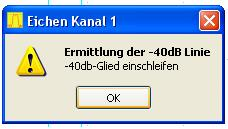 Eichen Kanal 1
Ermittlung der -40dB Linie
-40db-Glied einschleifen
OK